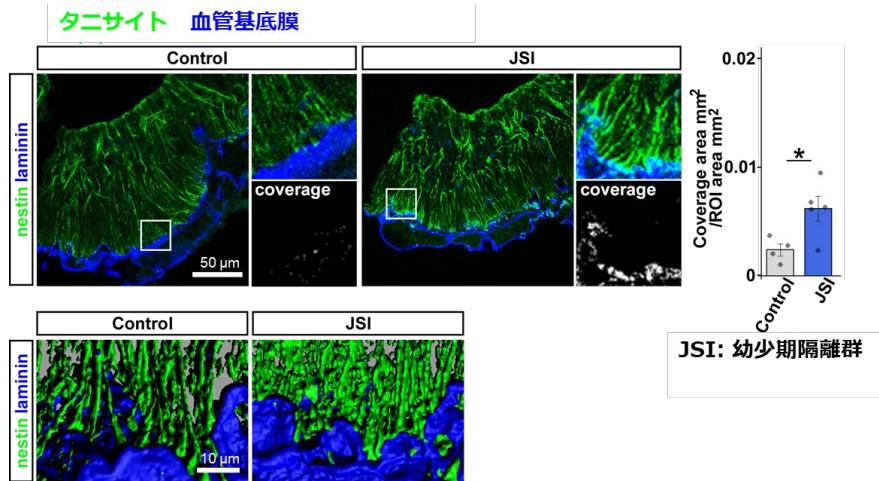 タニサイト 血管基底膜
Control
JSI
nestin laminin
coverage
coverage
50 µm
0.02
0.01
0
Coverage area mm²
/ROI area mm²
*
Control
JSI
JSI: 幼少期隔離群
Control
JSI
nestin laminin
10 µm